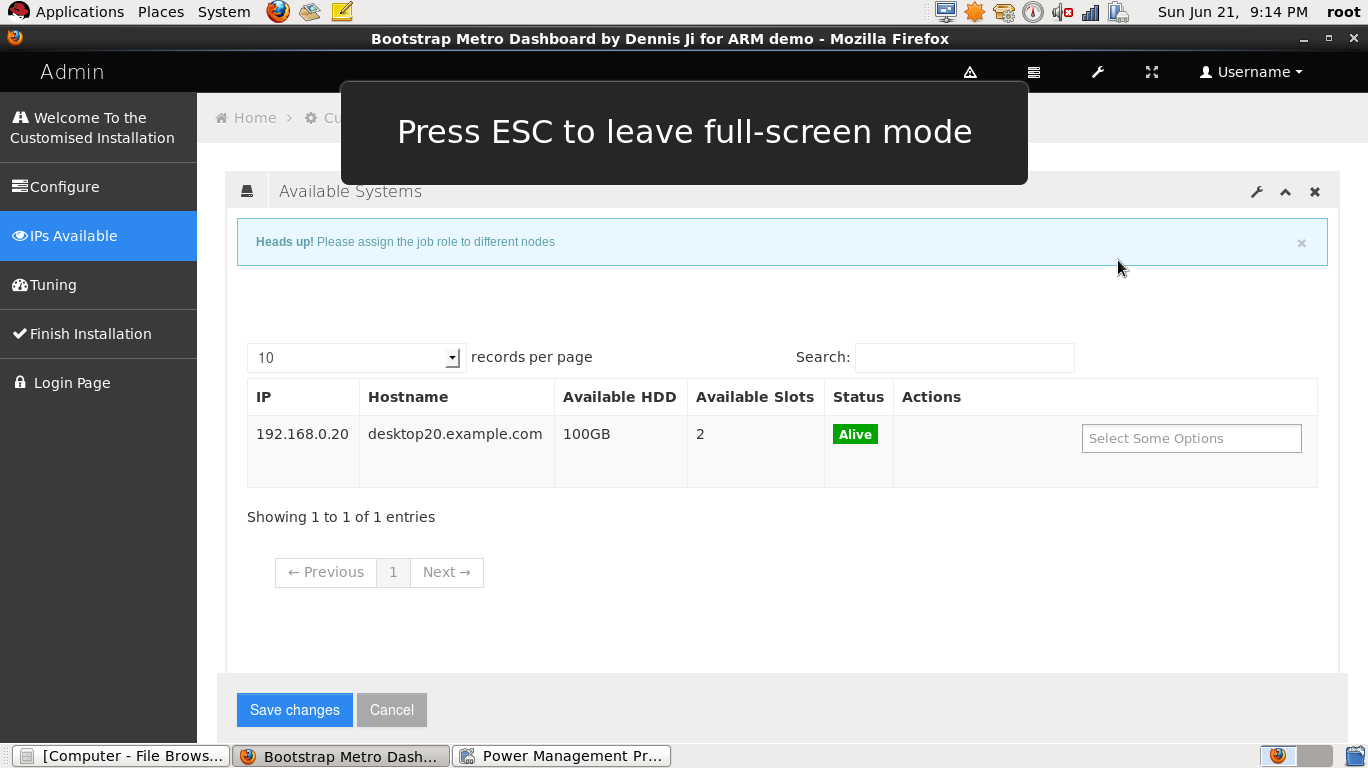 Applications Places System Sun Jun 21, 9:14 PM root
Bootstrap Metro Dashboard by Dennis Ji for ARM demo - Mozilla Firefox
Admin Username
Welcome To the
Customised Installation
Configure
IPs Available
Tuning
Finish Installation
Login Page
Home > Cu
Press ESC to leave full-screen mode
Available Systems
Heads up! Please assign the job role to different nodes ×
10 records per page Search:
IP Hostname Available HDD Available Slots Status Actions
192.168.0.20 desktop20.example.com 100GB 2 Alive Select Some Options
Showing 1 to 1 of 1 entries
← Previous 1 Next →
Save changes Cancel
[Computer - File Brows... Bootstrap Metro Dash... Power Management Pr...